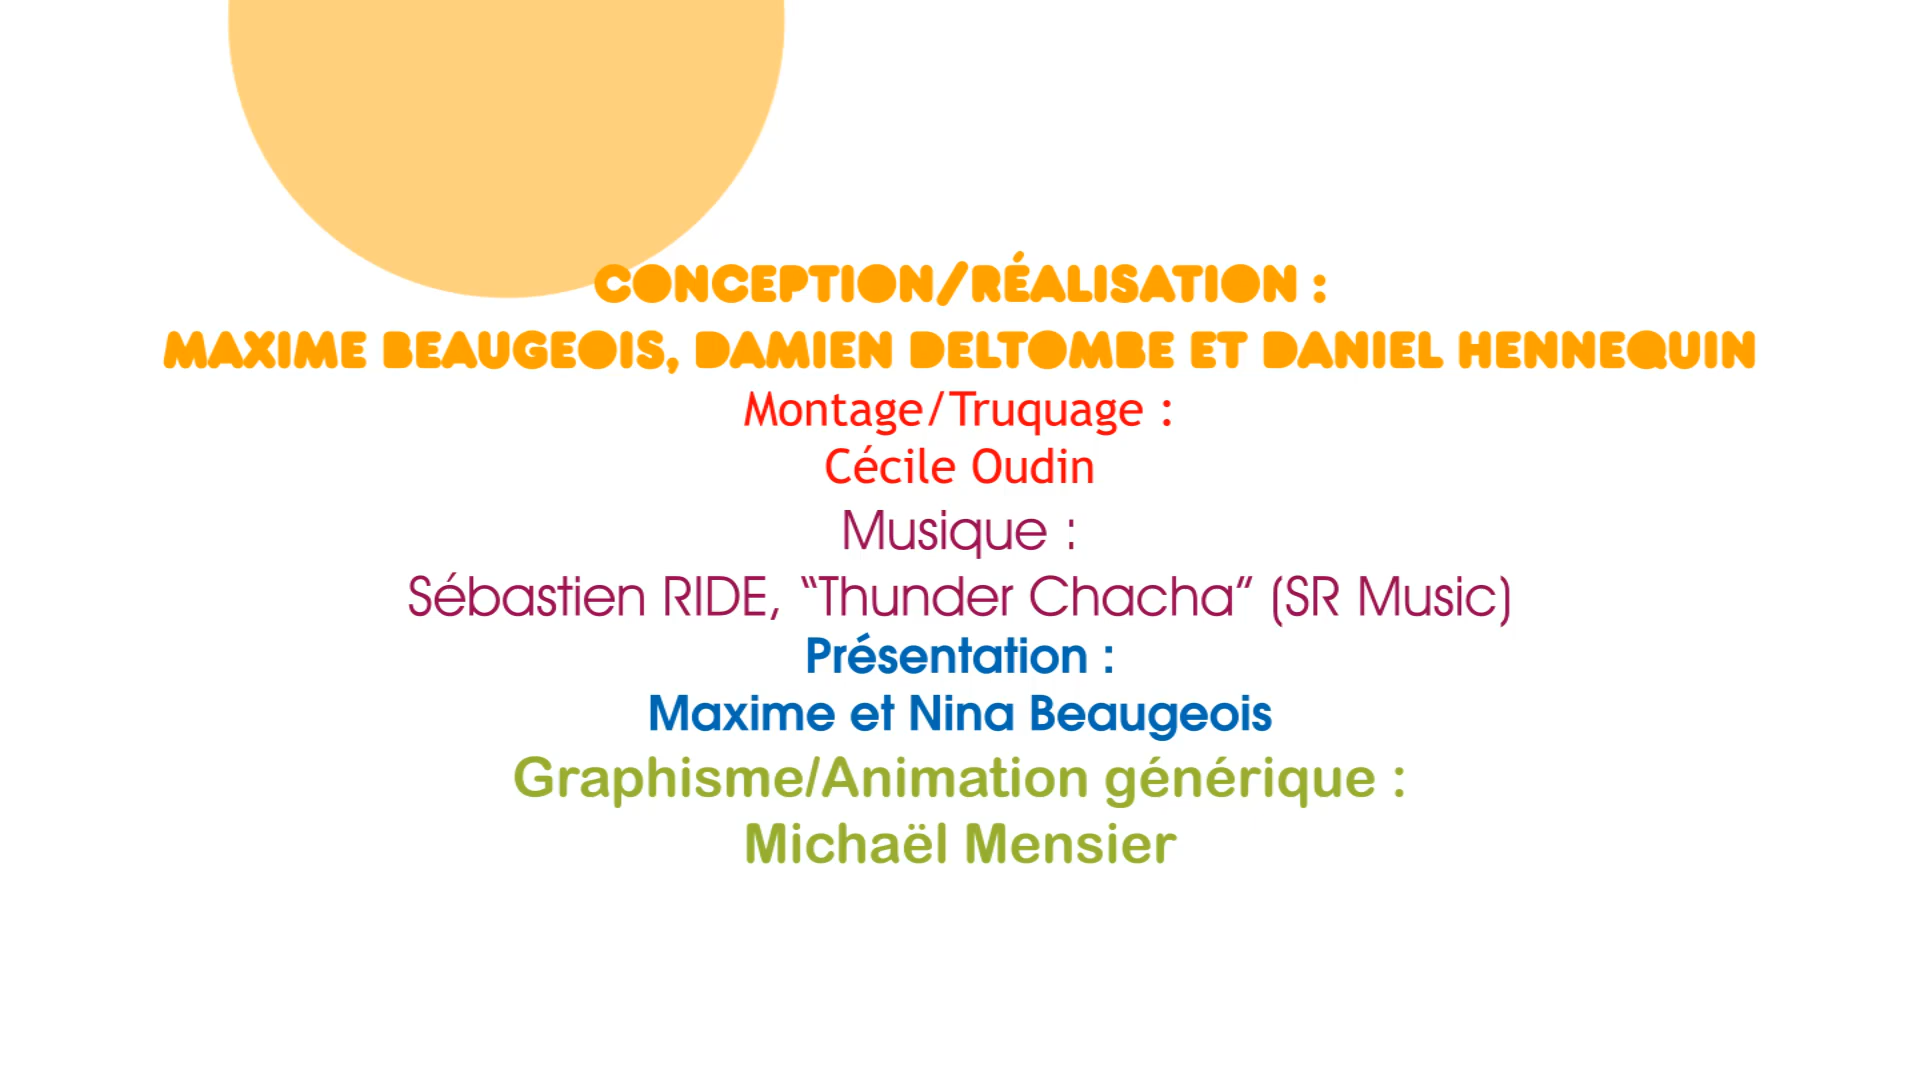 CONCEPTION/RÉALISATION :
MAXIME BEAUGEOIS, DAMIEN DELTOMBE ET DANIEL HENNEQUIN
Montage/Truquage :
Cécile Oudin
Musique :
Sébastien RIDE, “Thunder Chacha” (SR Music)
Présentation :
Maxime et Nina Beaugeois
Graphisme/Animation générique :
Michaël Mensier